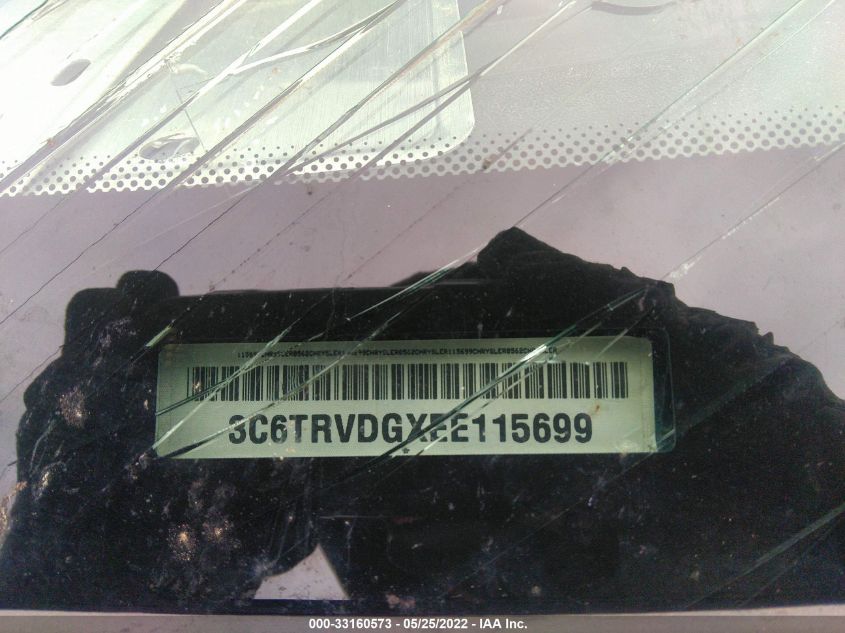 3C6TRVDGXEE115699
000-33160573 - 05/25/2022 - IAA Inc.